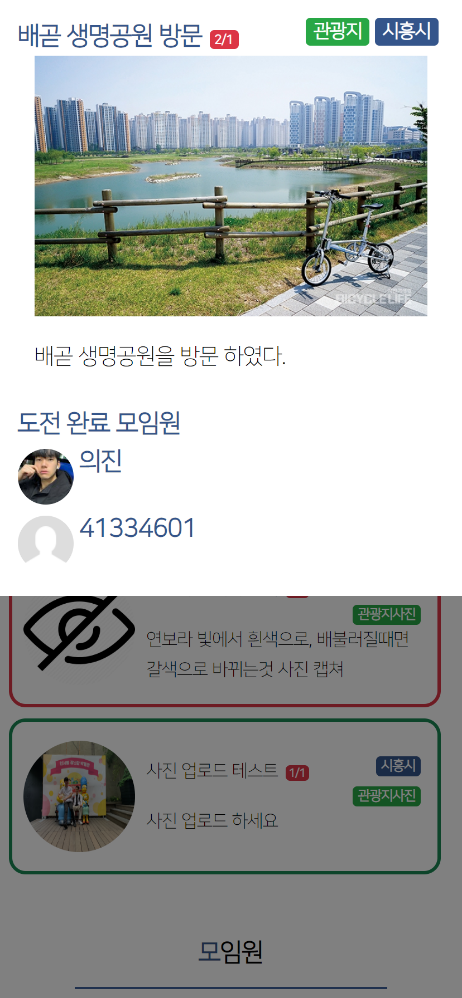 배곧 생명공원 방문 2/1 관광지 시흥시
BICYCLE LIFE
배곧 생명공원을 방문 하였다.
도전 완료 모임원
의진
41334601
관광지사진
연보라 빛에서 흰색으로, 배불러질때면
갈색으로 바뀌는것 사진 캡쳐
사진 업로드 테스트 1/1 시흥시
관광지사진
사진 업로드 하세요
모임원